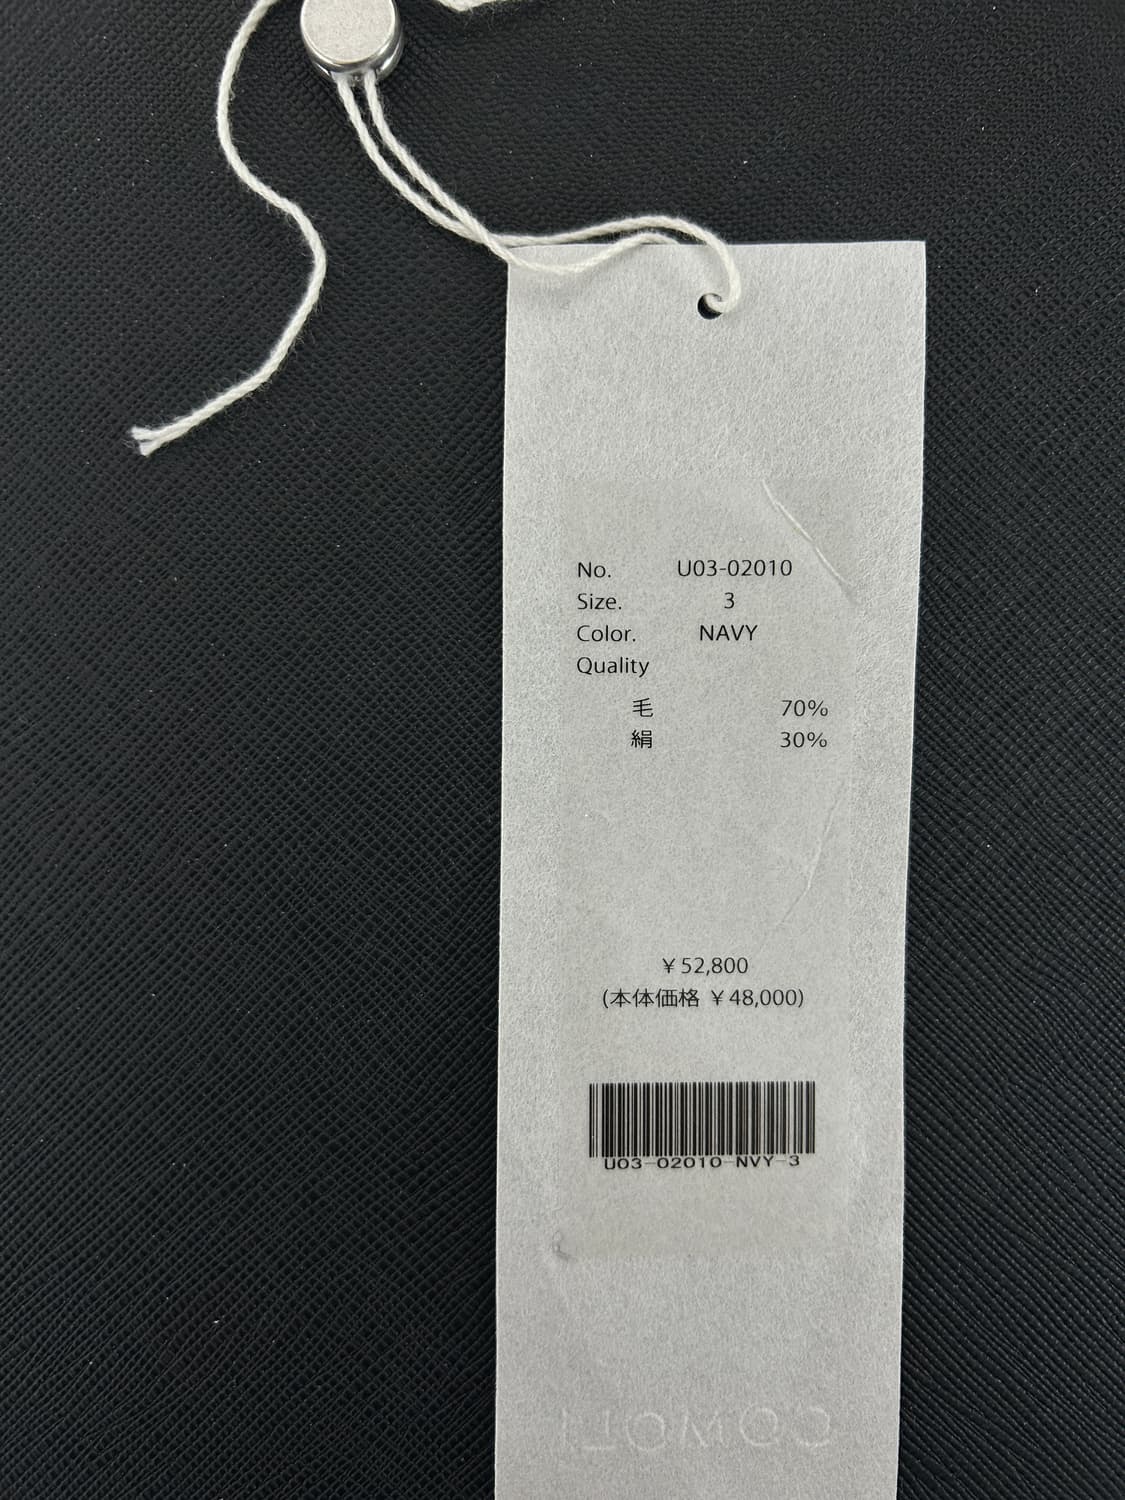 No. U03-02010
Size. 3
Color. NAVY
Quality
毛 70%
絹 30%
￥52,800
(本体価格 ￥48,000)
U03-02010-NVY-3
COMOLI